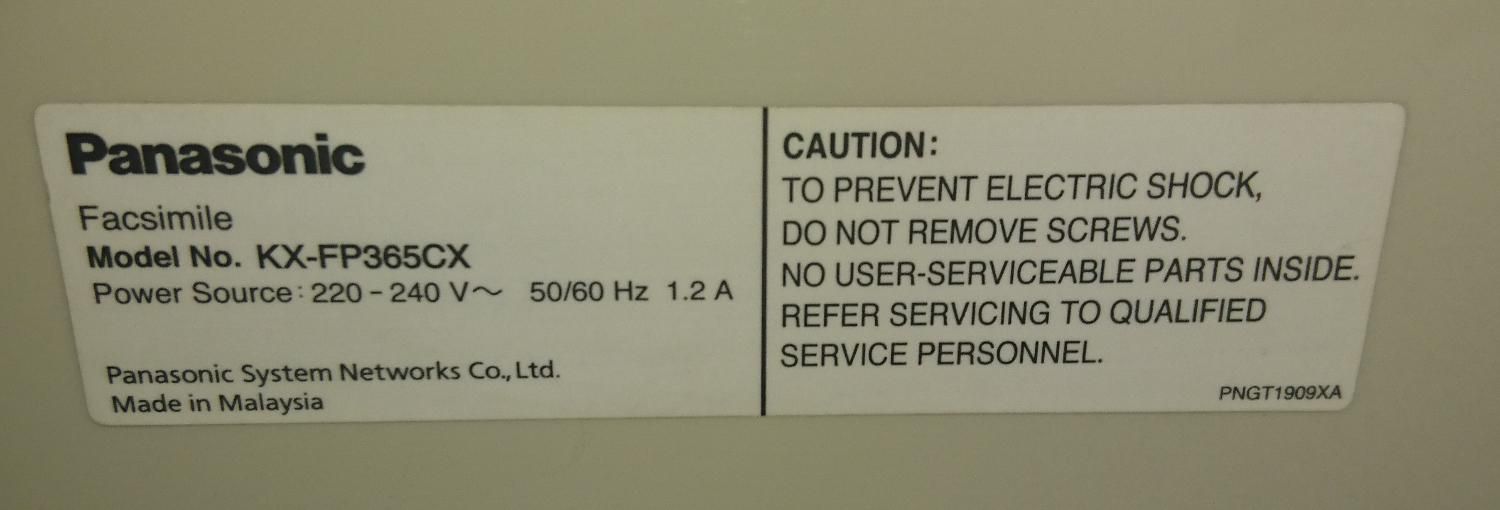 Panasonic
Facsimile
Model No. KX-FP365CX
Power Source: 220 – 240 V~ 50/60 Hz 1.2 A
Panasonic System Networks Co., Ltd.
Made in Malaysia
CAUTION:
TO PREVENT ELECTRIC SHOCK,
DO NOT REMOVE SCREWS.
NO USER-SERVICEABLE PARTS INSIDE.
REFER SERVICING TO QUALIFIED
SERVICE PERSONNEL.
PNGT1909XA